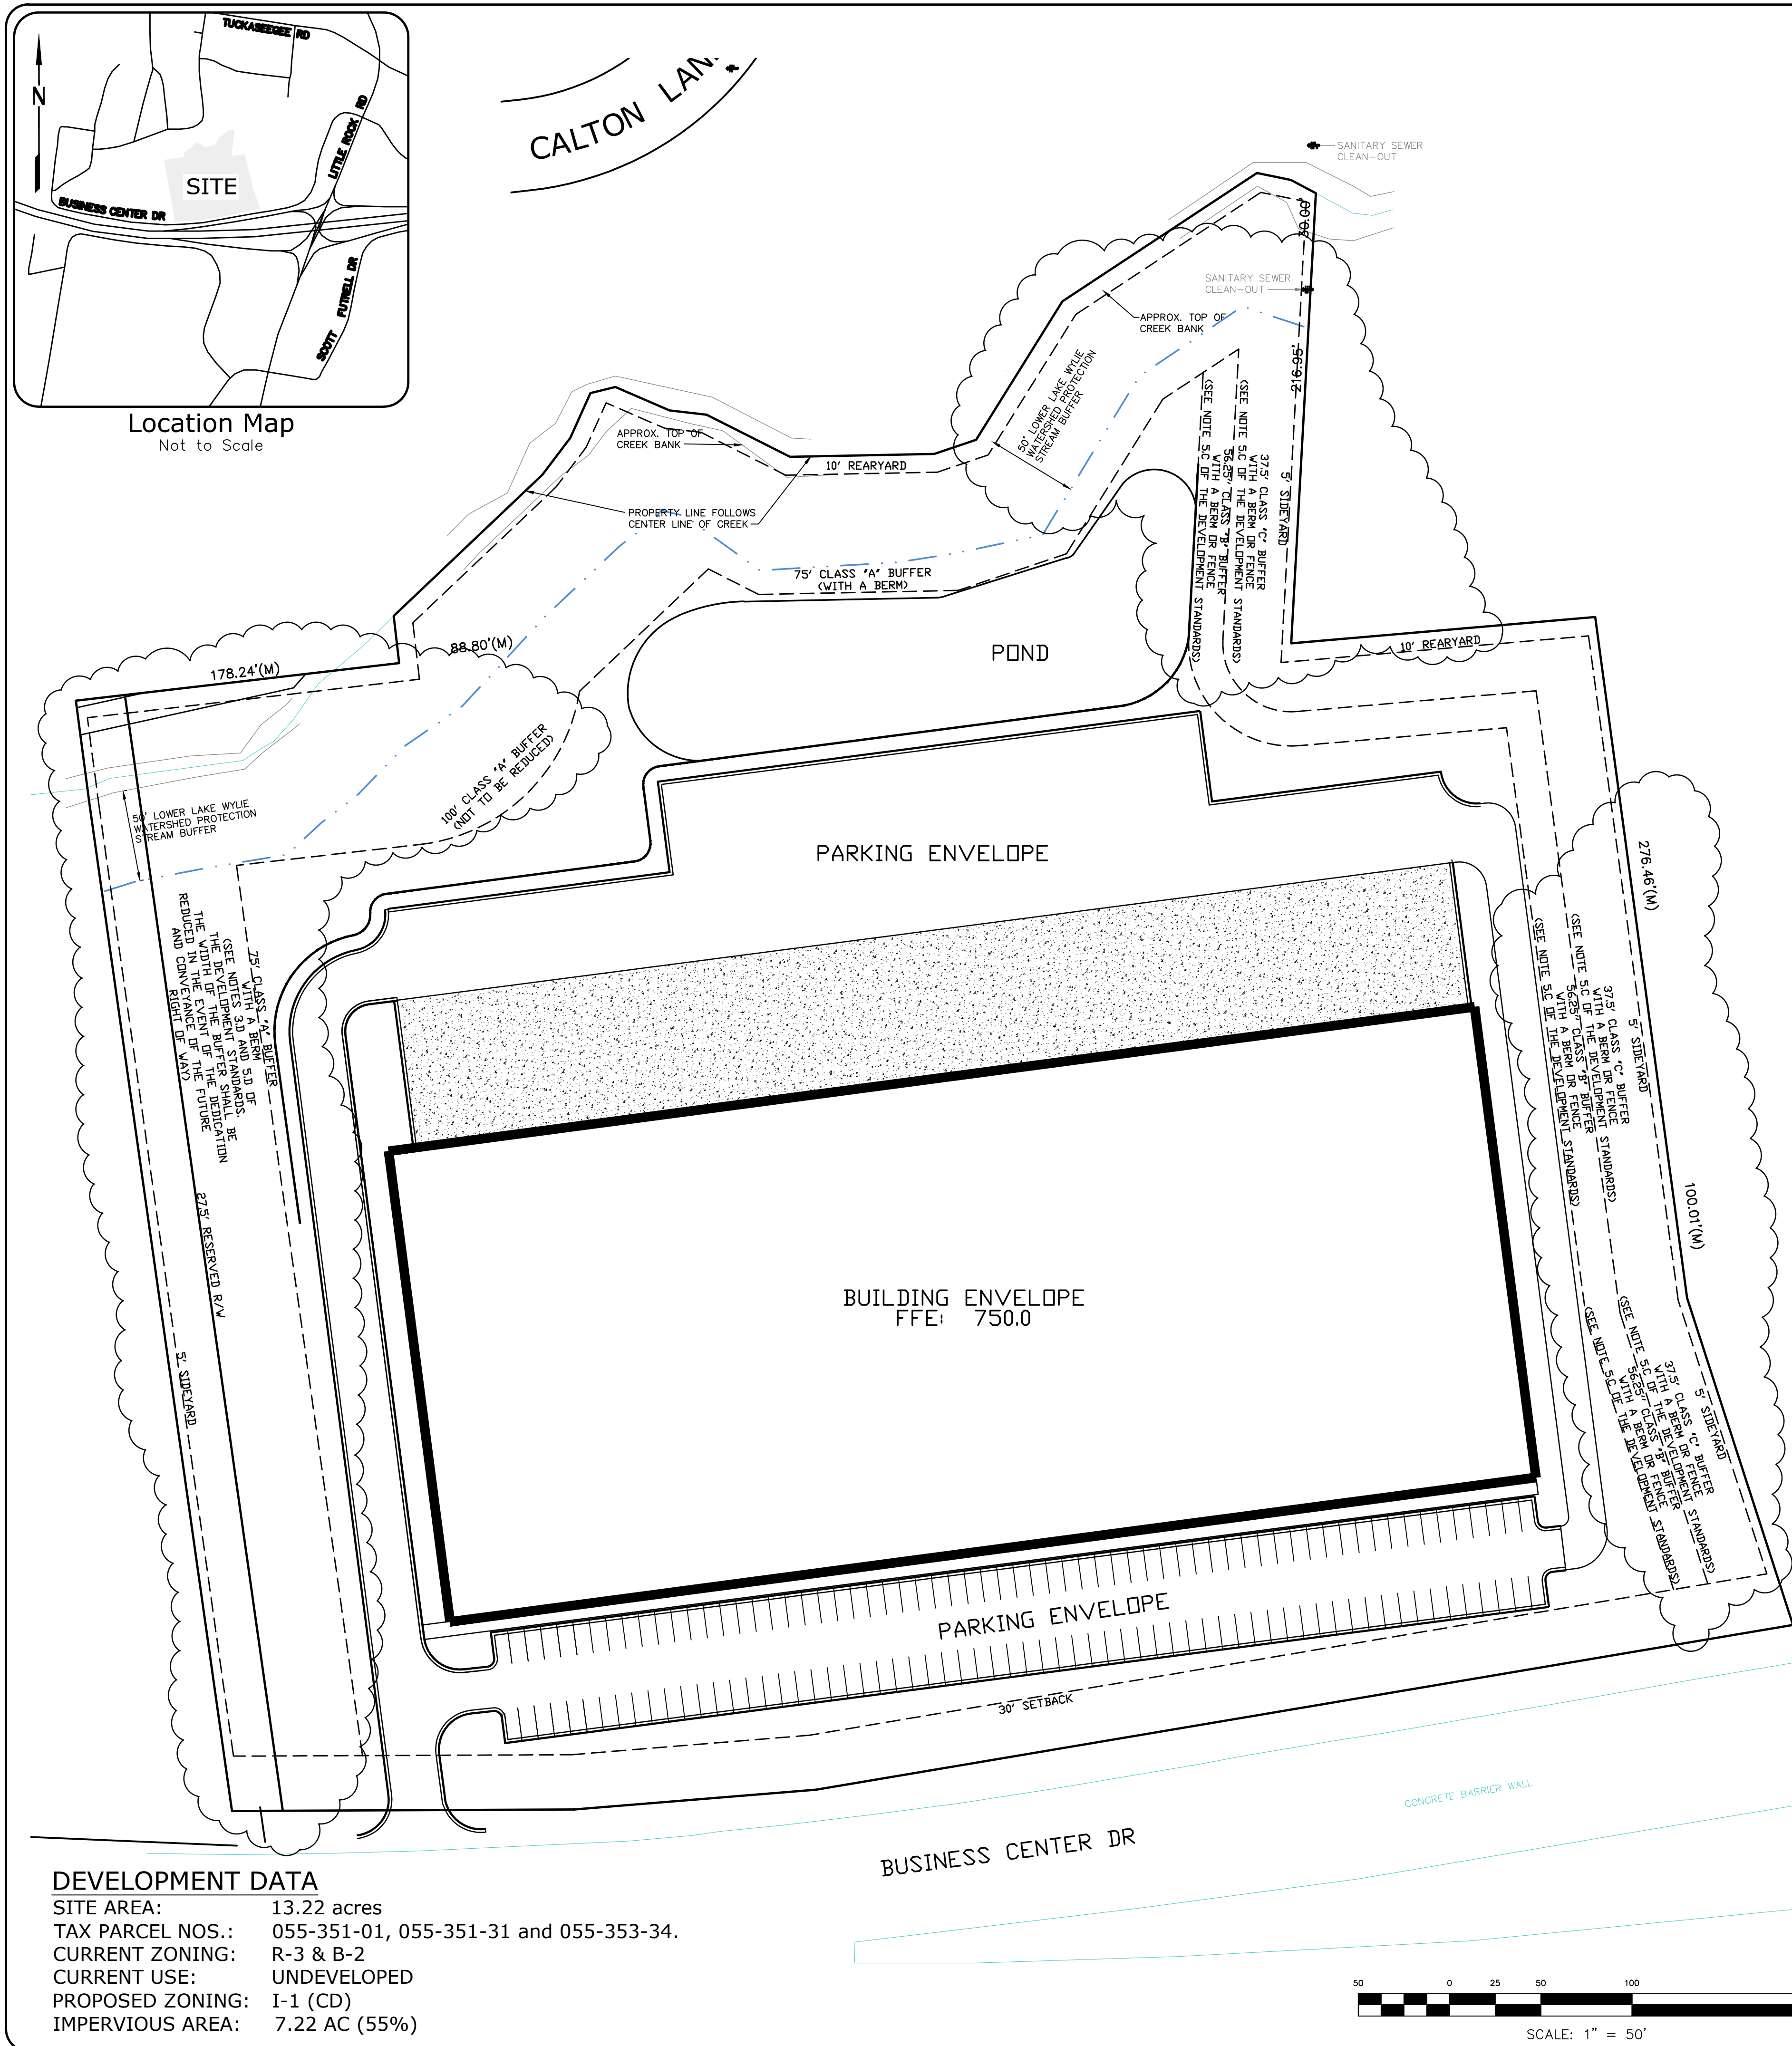 TUCKASEEGEE RD
N
LITTLE ROCK RD
SITE
BUSINESS CENTER DR
SCOTT FUTRELL DR
Location Map
Not to Scale
CALTON LAN
SANITARY SEWER
CLEAN-OUT
30.00'
SANITARY SEWER
CLEAN-OUT
APPROX. TOP OF
CREEK BANK
216.95'
50' LOWER LAKE WYLIE
WATERSHED PROTECTION
STREAM BUFFER
APPROX. TOP OF
CREEK BANK
10' REARYARD
PROPERTY LINE FOLLOWS
CENTER LINE OF CREEK
5' SIDEYARD
37.5' CLASS "C" BUFFER
WITH A BERM OR FENCE
(SEE NOTE 5.C OF THE DEVELOPMENT STANDARDS)
56.25' CLASS "B" BUFFER
WITH A BERM OR FENCE
(SEE NOTE 5.C OF THE DEVELOPMENT STANDARDS)
75' CLASS "A" BUFFER
(WITH A BERM)
POND
10' REARYARD
88.80'(M)
178.24'(M)
100' CLASS "A" BUFFER
(NOT TO BE REDUCED)
50' LOWER LAKE WYLIE
WATERSHED PROTECTION
STREAM BUFFER
PARKING ENVELOPE
276.46'(M)
75' CLASS "A" BUFFER
WITH A BERM
(SEE NOTES 3.D AND 5.D OF
THE DEVELOPMENT STANDARDS.
THE WIDTH OF THE BUFFER SHALL BE
REDUCED IN THE EVENT OF THE DEDICATION
AND CONVEYANCE OF THE FUTURE
RIGHT OF WAY)
5' SIDEYARD
37.5' CLASS "C" BUFFER
WITH A BERM OR FENCE
(SEE NOTE 5.C OF THE DEVELOPMENT STANDARDS)
56.25' CLASS "B" BUFFER
WITH A BERM OR FENCE
(SEE NOTE 5.C OF THE DEVELOPMENT STANDARDS)
27.5' RESERVED R/W
100.01'(M)
BUILDING ENVELOPE
FFE: 750.0
5' SIDEYARD
5' SIDEYARD
37.5' CLASS "C" BUFFER
WITH A BERM OR FENCE
(SEE NOTE 5.C OF THE DEVELOPMENT STANDARDS)
56.25' CLASS "B" BUFFER
WITH A BERM OR FENCE
(SEE NOTE 5.C OF THE DEVELOPMENT STANDARDS)
PARKING ENVELOPE
30' SETBACK
CONCRETE BARRIER WALL
BUSINESS CENTER DR
DEVELOPMENT DATA
SITE AREA: 13.22 acres
TAX PARCEL NOS.: 055-351-01, 055-351-31 and 055-353-34.
CURRENT ZONING: R-3 & B-2
CURRENT USE: UNDEVELOPED
PROPOSED ZONING: I-1 (CD)
IMPERVIOUS AREA: 7.22 AC (55%)
50 0 25 50 100
SCALE: 1" = 50'